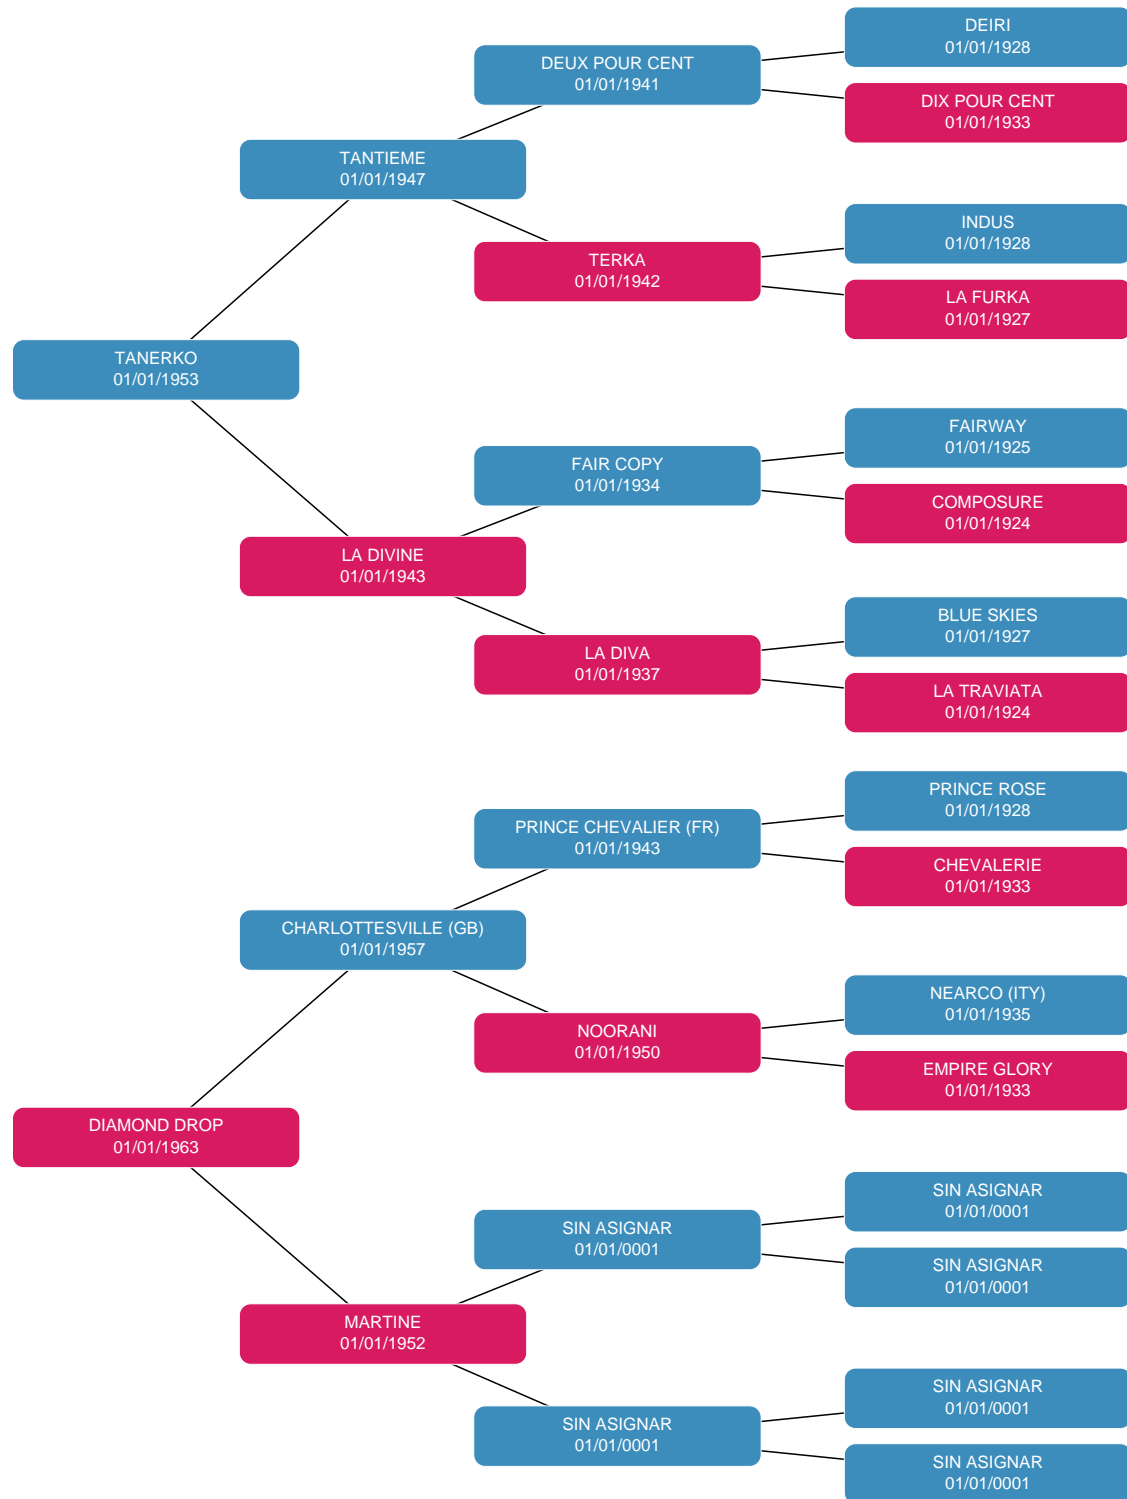 DEIRI
01/01/1928
DEUX POUR CENT
01/01/1941
DIX POUR CENT
01/01/1933
TANTIEME
01/01/1947
INDUS
01/01/1928
TERKA
01/01/1942
LA FURKA
01/01/1927
TANERKO
01/01/1953
FAIRWAY
01/01/1925
FAIR COPY
01/01/1934
COMPOSURE
01/01/1924
LA DIVINE
01/01/1943
BLUE SKIES
01/01/1927
LA DIVA
01/01/1937
LA TRAVIATA
01/01/1924
PRINCE ROSE
01/01/1928
PRINCE CHEVALIER (FR)
01/01/1943
CHEVALERIE
01/01/1933
CHARLOTTESVILLE (GB)
01/01/1957
NEARCO (ITY)
01/01/1935
NOORANI
01/01/1950
EMPIRE GLORY
01/01/1933
DIAMOND DROP
01/01/1963
SIN ASIGNAR
01/01/0001
SIN ASIGNAR
01/01/0001
SIN ASIGNAR
01/01/0001
MARTINE
01/01/1952
SIN ASIGNAR
01/01/0001
SIN ASIGNAR
01/01/0001
SIN ASIGNAR
01/01/0001